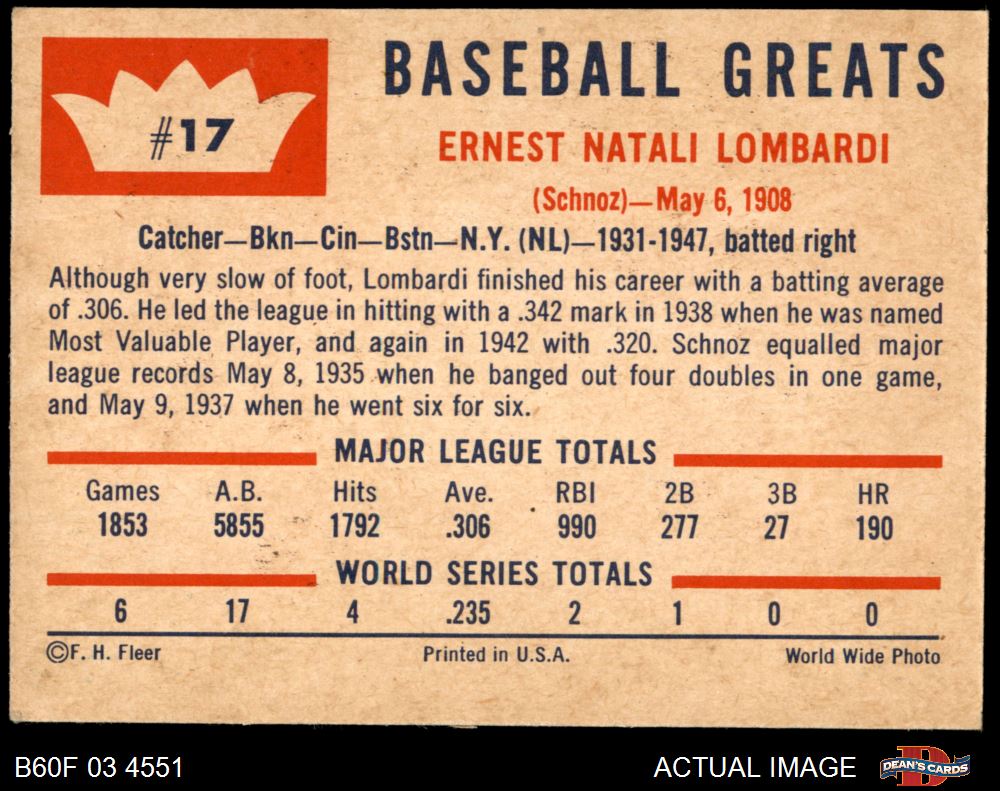 #17
BASEBALL GREATS
ERNEST NATALI LOMBARDI
(Schnoz)—May 6, 1908
Catcher—Bkn—Cin—Bstn—N.Y. (NL)—1931-1947, batted right
Although very slow of foot, Lombardi finished his career with a batting average
of .306. He led the league in hitting with a .342 mark in 1938 when he was named
Most Valuable Player, and again in 1942 with .320. Schnoz equalled major
league records May 8, 1935 when he banged out four doubles in one game,
and May 9, 1937 when he went six for six.
MAJOR LEAGUE TOTALS
Games A.B. Hits Ave. RBI 2B 3B HR
1853 5855 1792 .306 990 277 27 190
WORLD SERIES TOTALS
6 17 4 .235 2 1 0 0
©F. H. Fleer Printed in U.S.A. World Wide Photo
B60F 03 4551 ACTUAL IMAGE DEAN'S CARDS